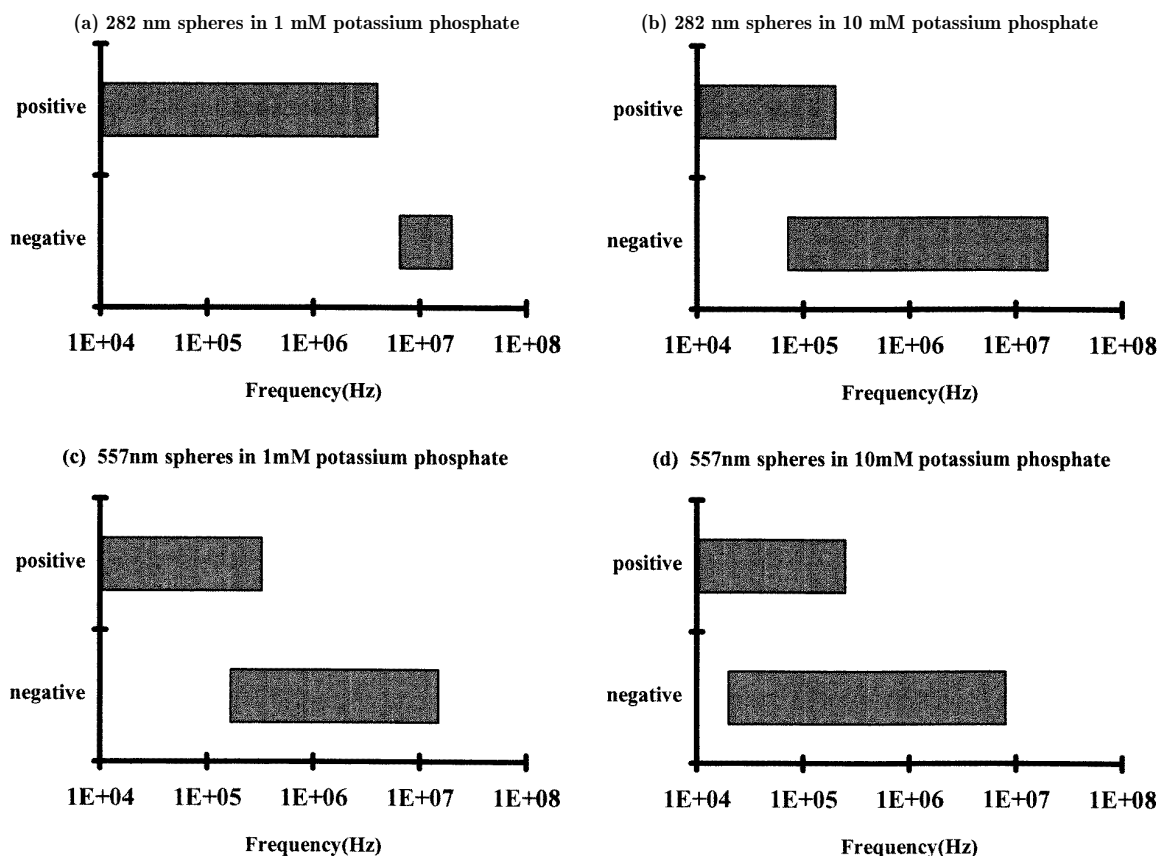 (a) 282 nm spheres in 1 mM potassium phosphate
positive
negative
1E+04 1E+05 1E+06 1E+07 1E+08
Frequency(Hz)
(b) 282 nm spheres in 10 mM potassium phosphate
positive
negative
1E+04 1E+05 1E+06 1E+07 1E+08
Frequency(Hz)
(c) 557nm spheres in 1mM potassium phosphate
positive
negative
1E+04 1E+05 1E+06 1E+07 1E+08
Frequency(Hz)
(d) 557nm spheres in 10mM potassium phosphate
positive
negative
1E+04 1E+05 1E+06 1E+07 1E+08
Frequency(Hz)